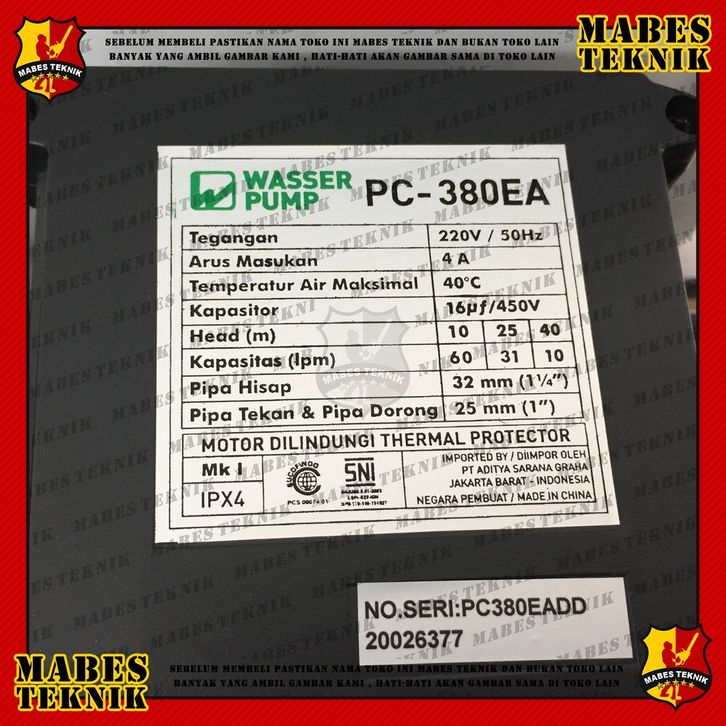 SEBELUM MEMBELI PASTIKAN NAMA TOKO INI MABES TEKNIK DAN BUKAN TOKO LAIN
BANYAK YANG AMBIL GAMBAR KAMI , HATI-HATI AKAN GAMBAR SAMA DI TOKO LAIN
MABES
TEKNIK
MABES TEKNIK
WASSER
PUMP
PC-380EA
Tegangan 220V / 50Hz
Arus Masukan 4 A
Temperatur Air Maksimal 40°C
Kapasitor 16µf/450V
Head (m) 10 25 40
Kapasitas (lpm) 60 31 10
Pipa Hisap 32 mm (1¼")
Pipa Tekan & Pipa Dorong 25 mm (1")
MOTOR DILINDUNGI THERMAL PROTECTOR
Mk I
IPX4
SNI
IMPORTED BY / DIIMPOR OLEH
PT ADITYA SARANA GRAHA
JAKARTA BARAT - INDONESIA
NEGARA PEMBUAT / MADE IN CHINA
NO.SERI:PC380EADD
20026377
MABES
TEKNIK
SEBELUM MEMBELI PASTIKAN NAMA TOKO INI MABES TEKNIK DAN BUKAN TOKO LAIN
BANYAK YANG AMBIL GAMBAR KAMI , HATI-HATI AKAN GAMBAR SAMA DI TOKO LAIN
MABES TEKNIK